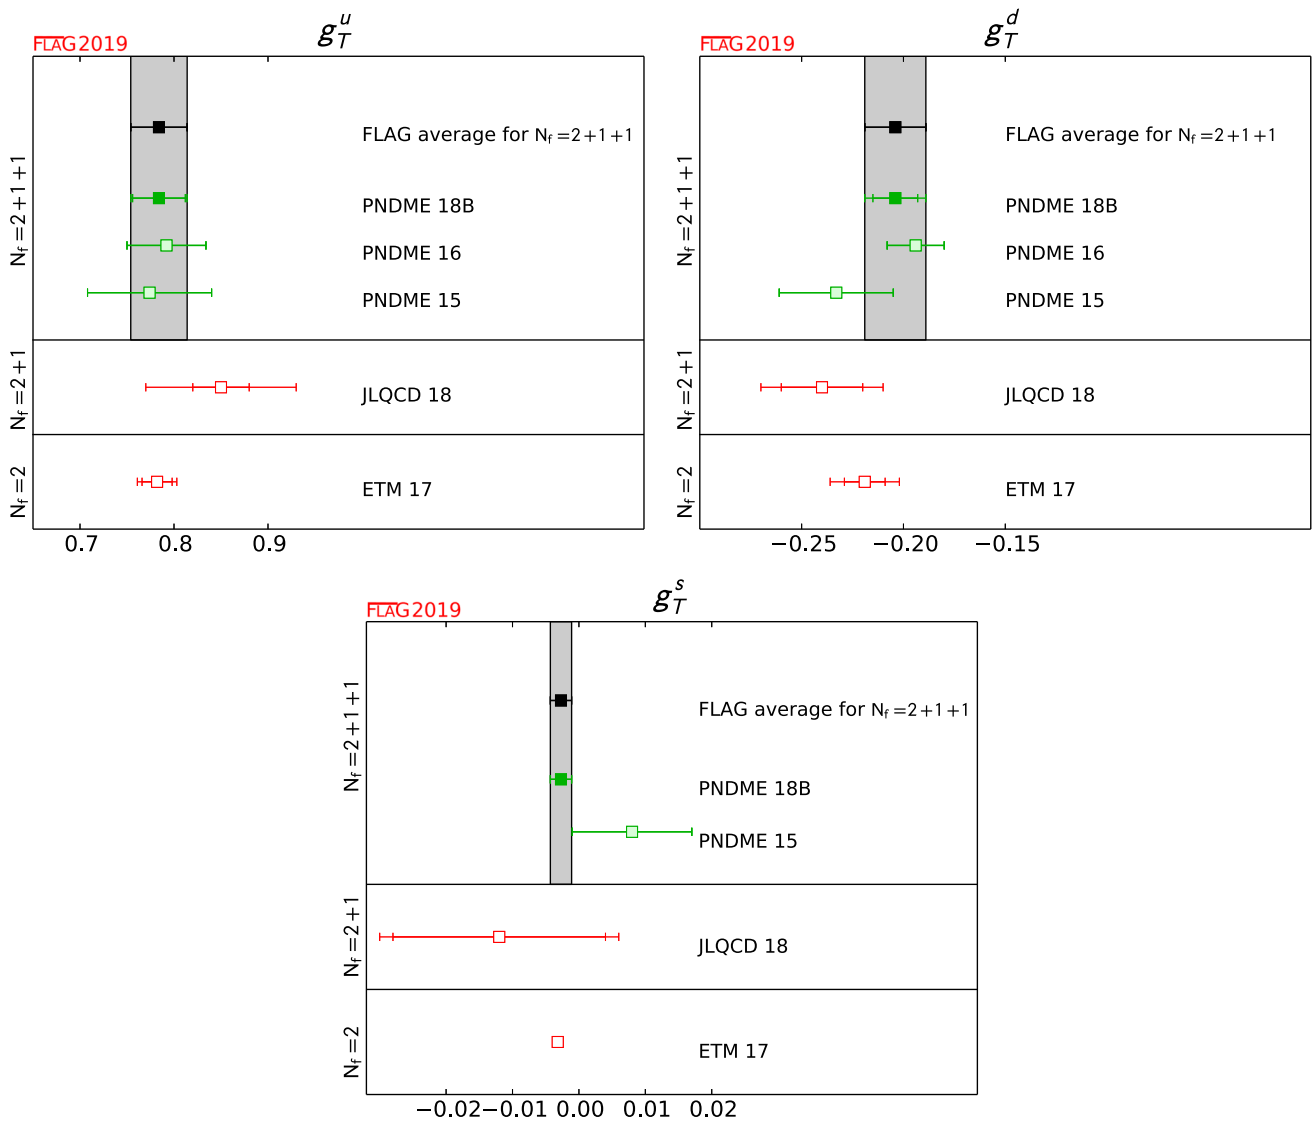 g_T^u
FLAG2019
N_f=2+1+1
FLAG average for N_f=2+1+1
PNDME 18B
PNDME 16
PNDME 15
N_f=2+1
JLQCD 18
N_f=2
ETM 17
0.7 0.8 0.9
g_T^d
FLAG2019
N_f=2+1+1
FLAG average for N_f=2+1+1
PNDME 18B
PNDME 16
PNDME 15
N_f=2+1
JLQCD 18
N_f=2
ETM 17
−0.25 −0.20 −0.15
g_T^s
FLAG2019
N_f=2+1+1
FLAG average for N_f=2+1+1
PNDME 18B
PNDME 15
N_f=2+1
JLQCD 18
N_f=2
ETM 17
−0.02 −0.01 0.00 0.01 0.02